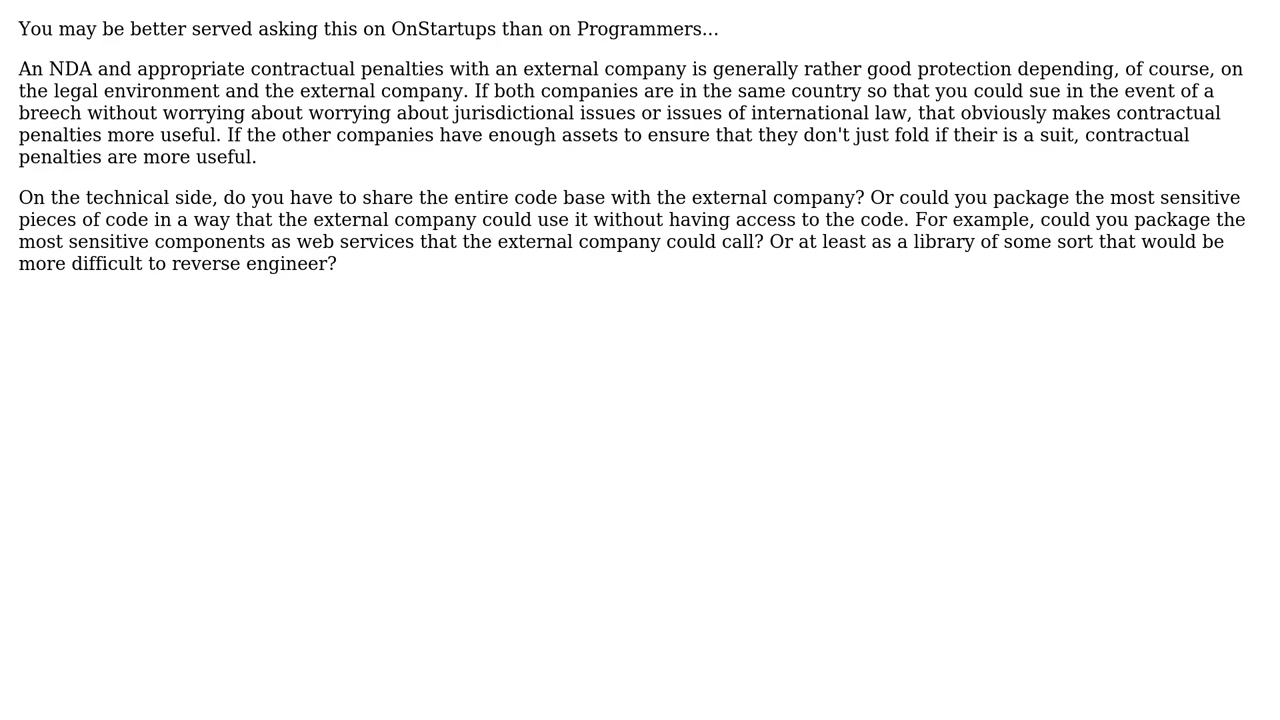 You may be better served asking this on OnStartups than on Programmers...
An NDA and appropriate contractual penalties with an external company is generally rather good protection depending, of course, on
the legal environment and the external company. If both companies are in the same country so that you could sue in the event of a
breech without worrying about worrying about jurisdictional issues or issues of international law, that obviously makes contractual
penalties more useful. If the other companies have enough assets to ensure that they don't just fold if their is a suit, contractual
penalties are more useful.
On the technical side, do you have to share the entire code base with the external company? Or could you package the most sensitive
pieces of code in a way that the external company could use it without having access to the code. For example, could you package the
most sensitive components as web services that the external company could call? Or at least as a library of some sort that would be
more difficult to reverse engineer?